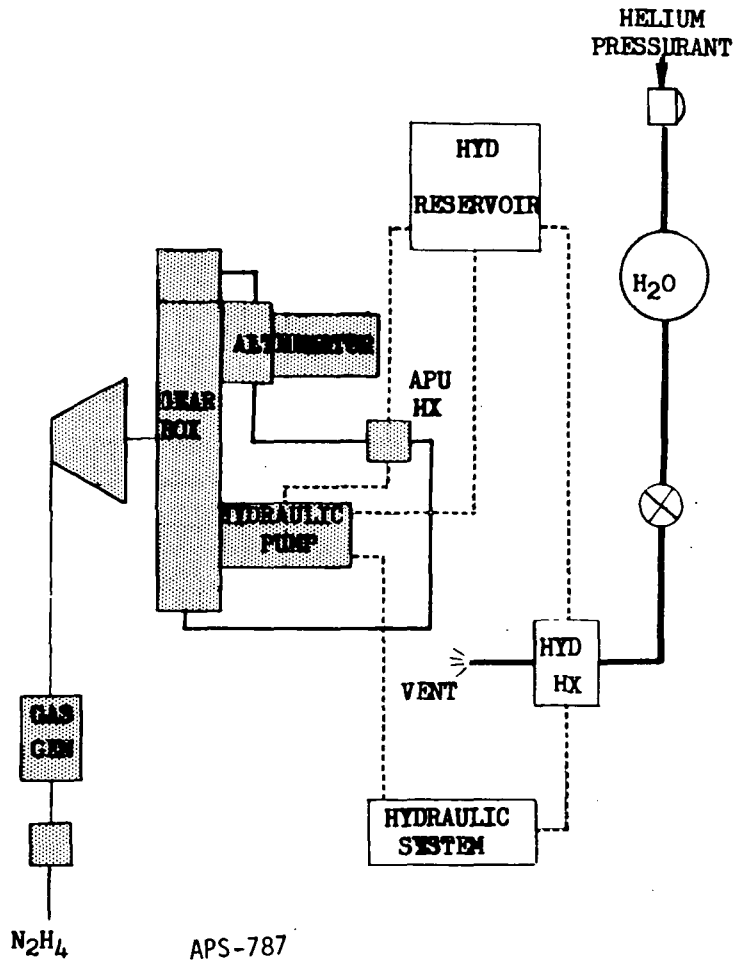 HELIUM
PRESSURANT
HYD
RESERVOIR
H₂O
ALTERNATOR
APU
HX
GEAR
BOX
HYDRAULIC
PUMP
HYD
HX
VENT
GAS
GEN
HYDRAULIC
SYSTEM
N₂H₄
APS-787